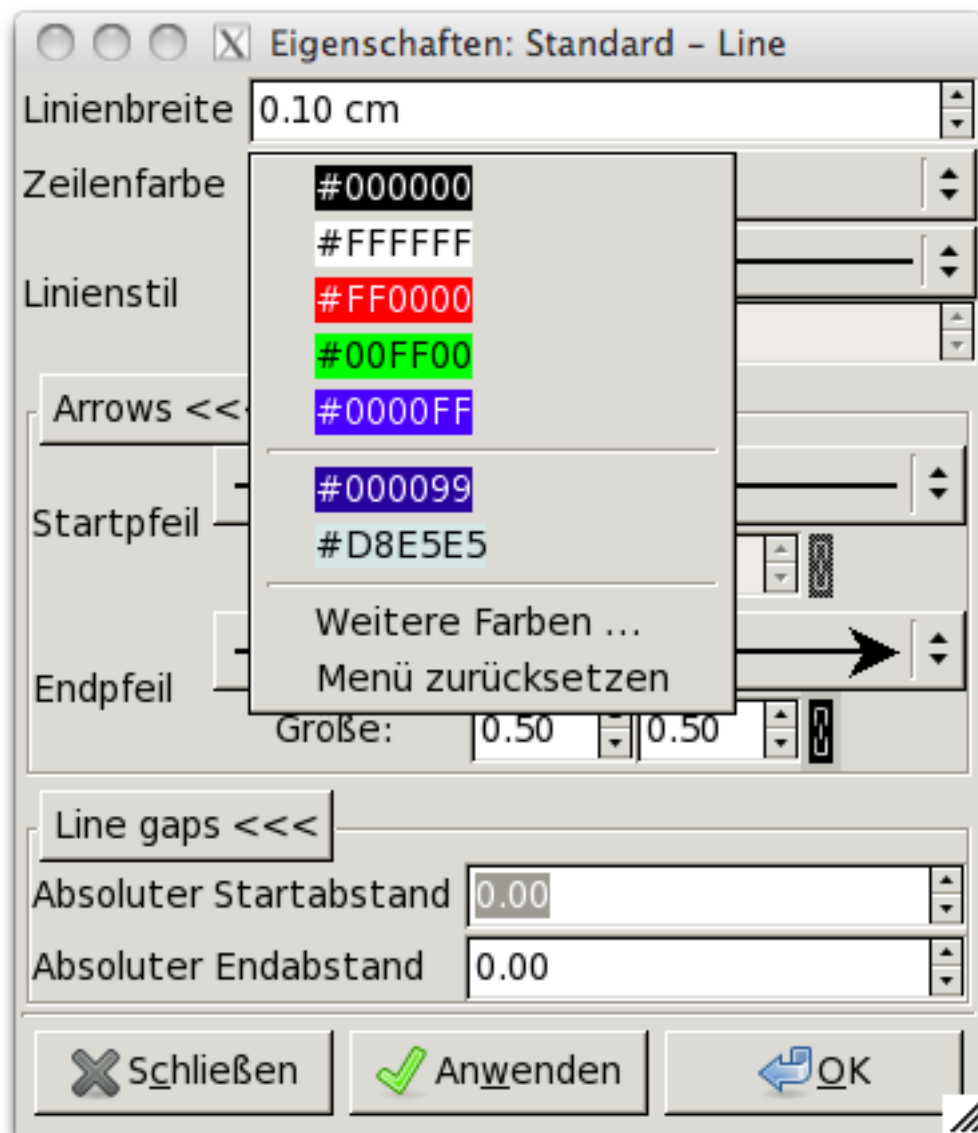 Eigenschaften: Standard – Line
Linienbreite 0.10 cm
Zeilenfarbe
#000000
#FFFFFF
#FF0000
Linienstil
#00FF00
#0000FF
Arrows <<<
#000099
Startpfeil
#D8E5E5
Weitere Farben ...
Menü zurücksetzen
Endpfeil
Größe: 0.50 0.50
Line gaps <<<
Absoluter Startabstand 0.00
Absoluter Endabstand 0.00
Schließen Anwenden OK